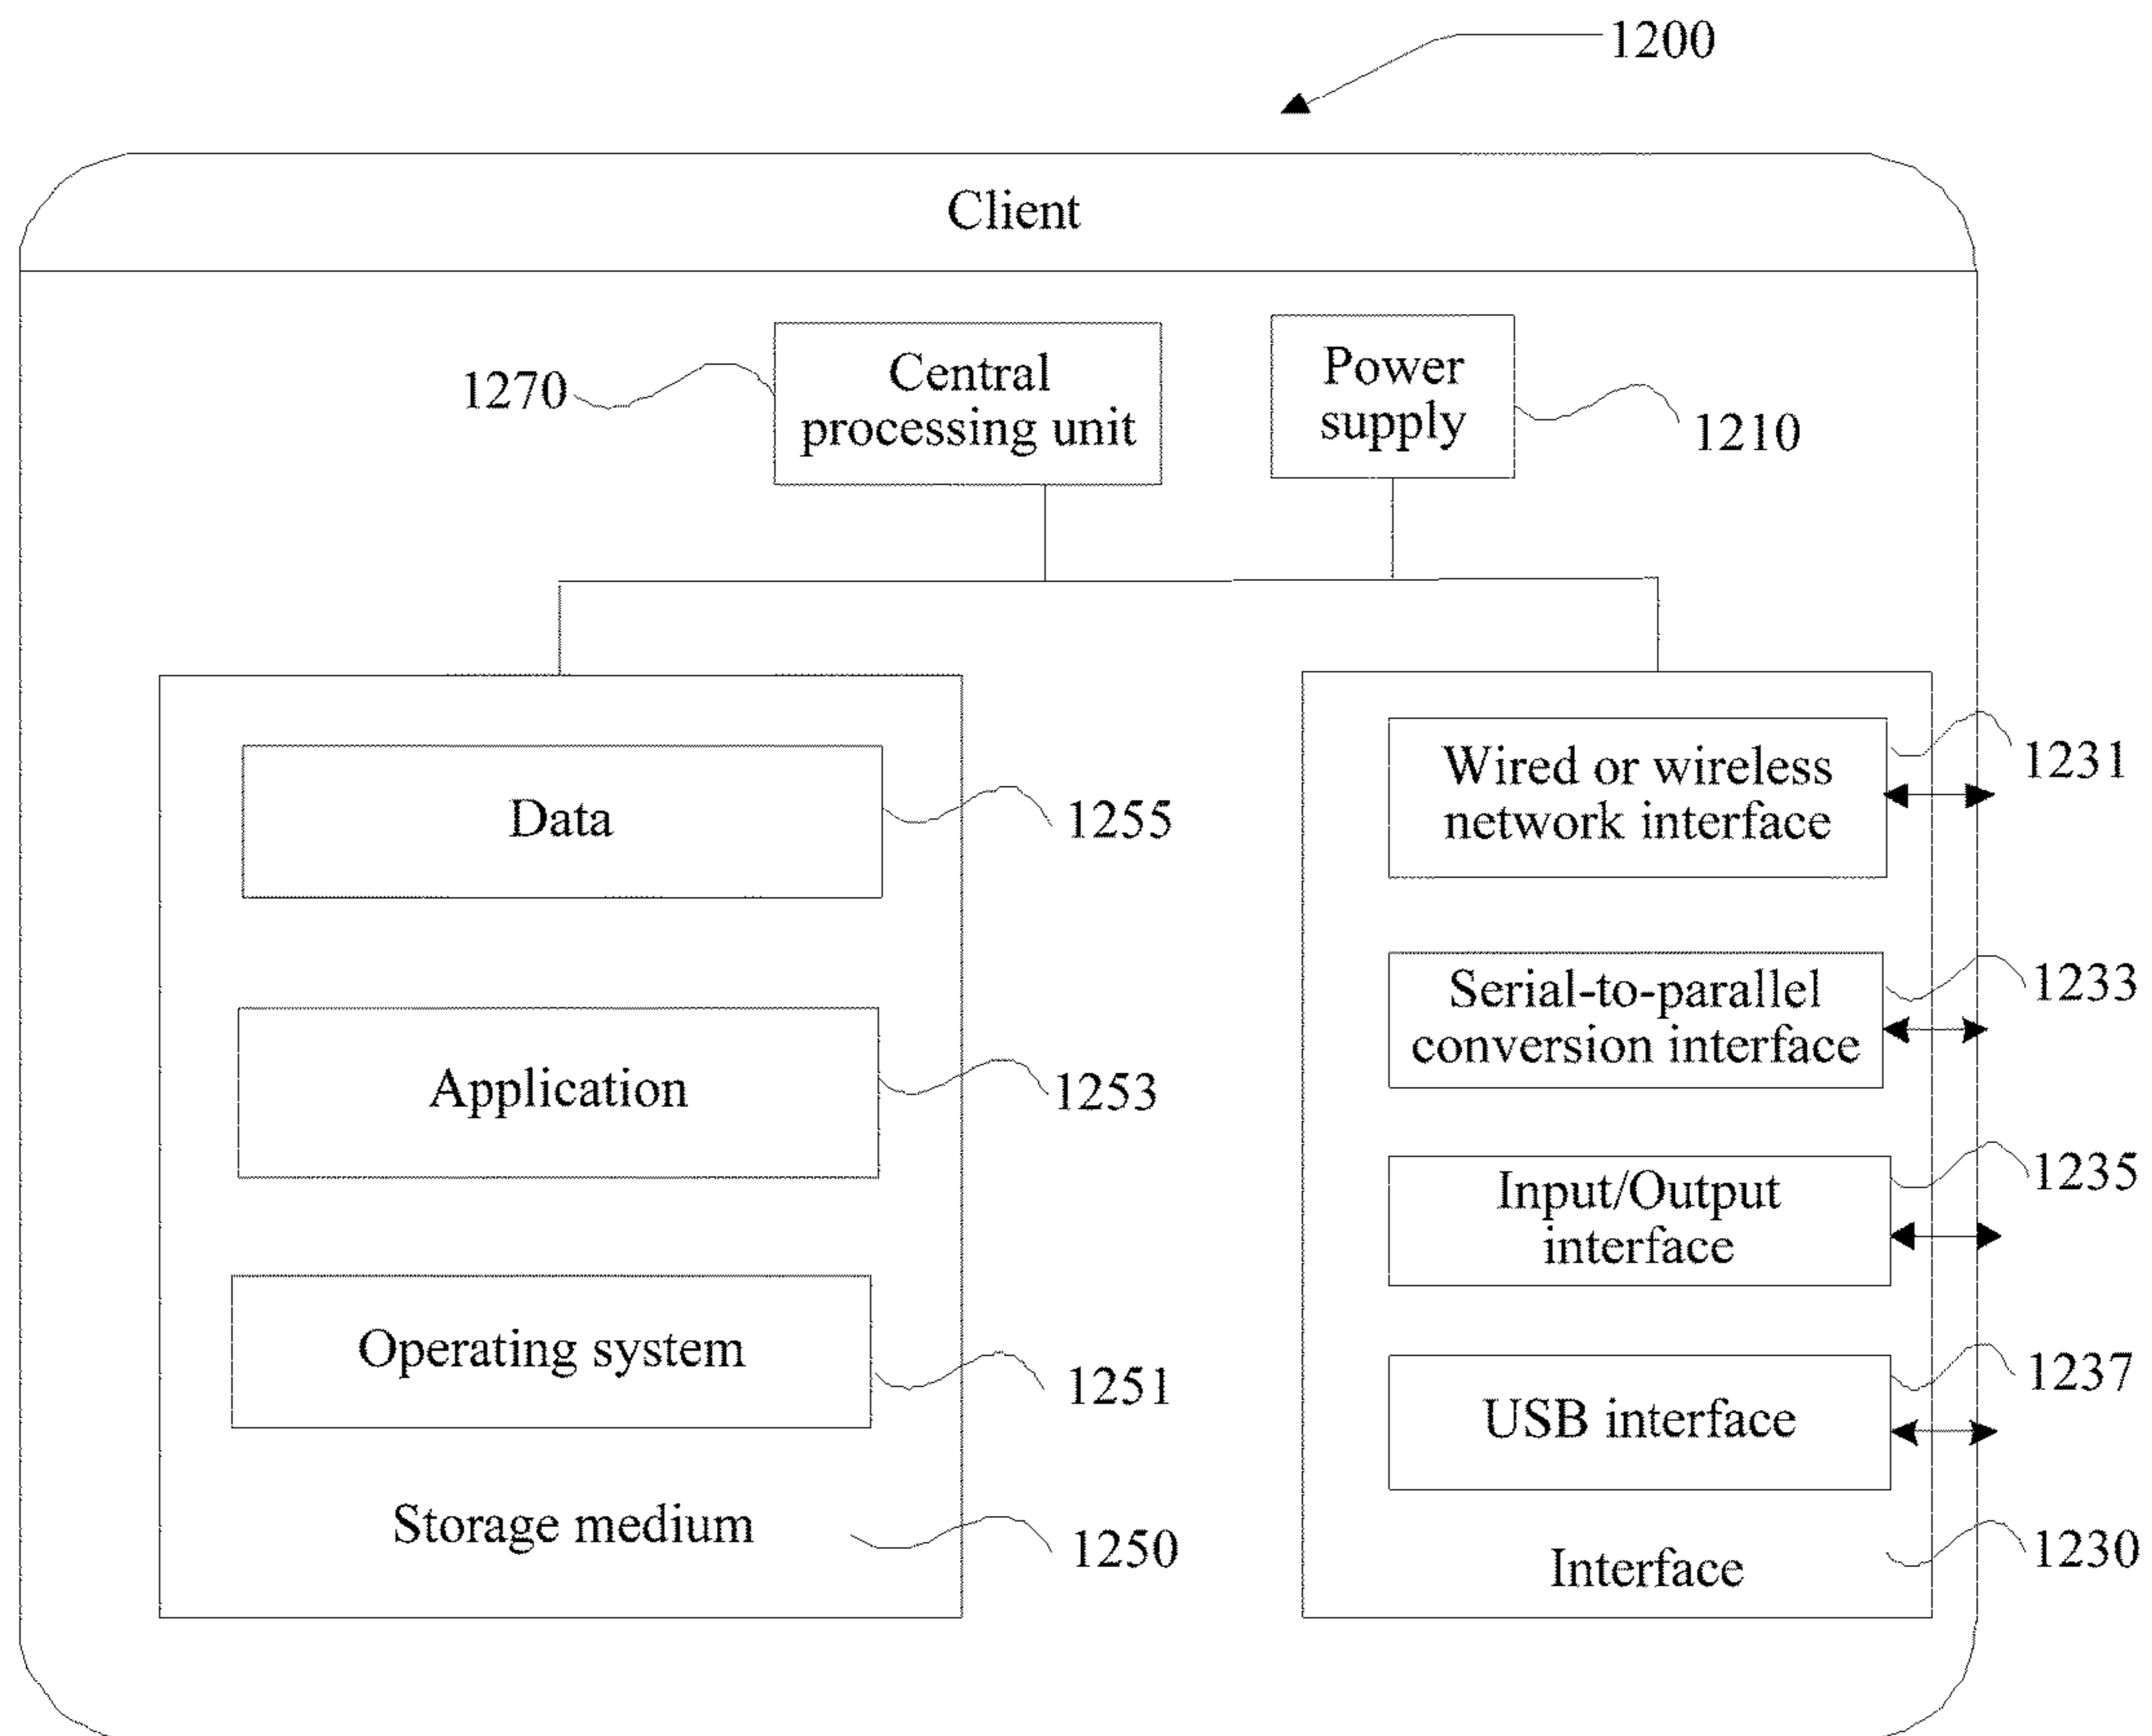 1200
Client
1270
Central
processing unit
Power
supply
1210
Data
1255
Application
1253
Operating system
1251
Storage medium
1250
Wired or wireless
network interface
1231
Serial-to-parallel
conversion interface
1233
Input/Output
interface
1235
USB interface
1237
Interface
1230